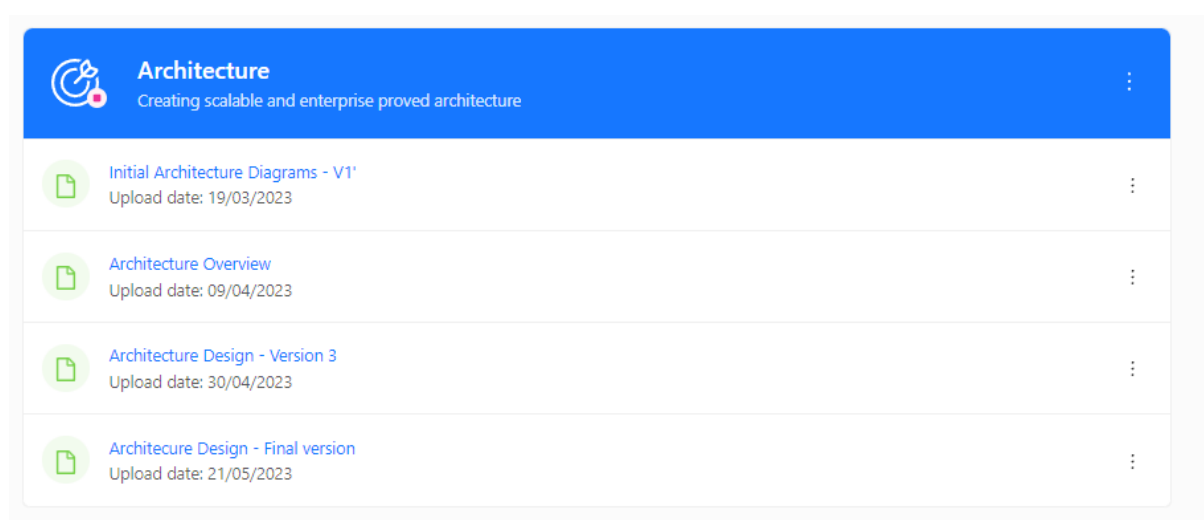 Architecture
Creating scalable and enterprise proved architecture
Initial Architecture Diagrams - V1'
Upload date: 19/03/2023
Architecture Overview
Upload date: 09/04/2023
Architecture Design - Version 3
Upload date: 30/04/2023
Architecure Design - Final version
Upload date: 21/05/2023